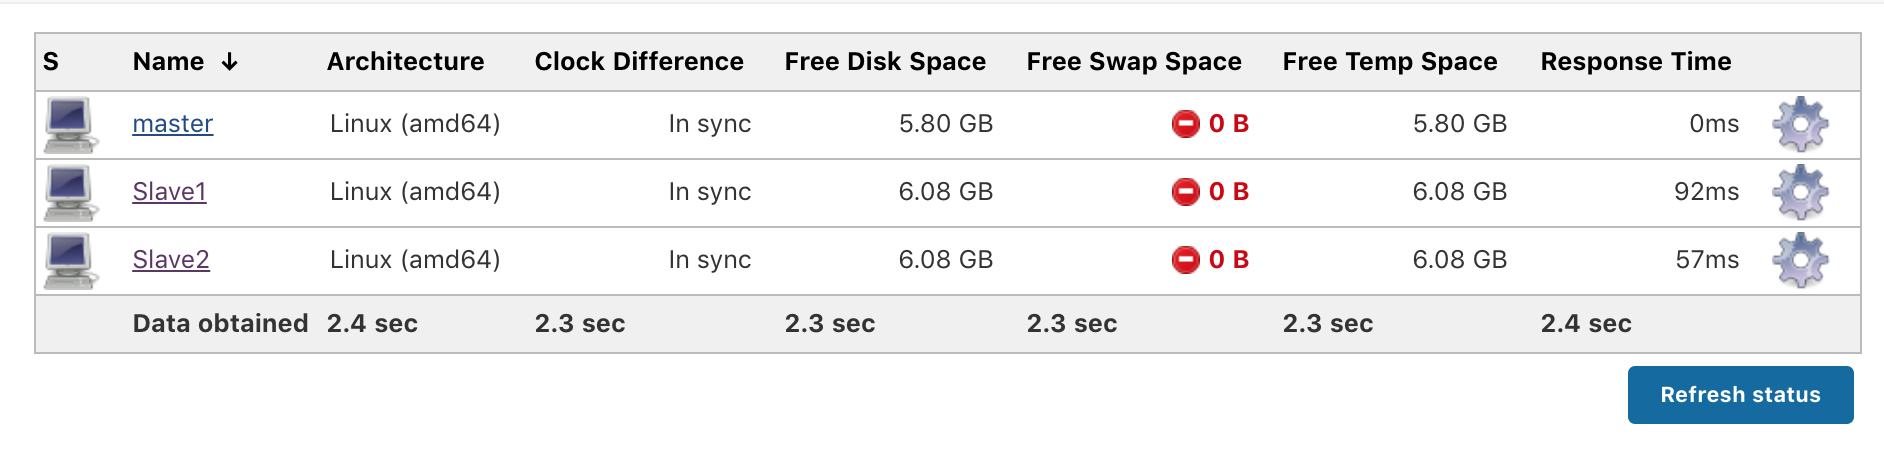 S Name ↓ Architecture Clock Difference Free Disk Space Free Swap Space Free Temp Space Response Time
master Linux (amd64) In sync 5.80 GB 0 B 5.80 GB 0ms
Slave1 Linux (amd64) In sync 6.08 GB 0 B 6.08 GB 92ms
Slave2 Linux (amd64) In sync 6.08 GB 0 B 6.08 GB 57ms
Data obtained 2.4 sec 2.3 sec 2.3 sec 2.3 sec 2.3 sec 2.4 sec
Refresh status